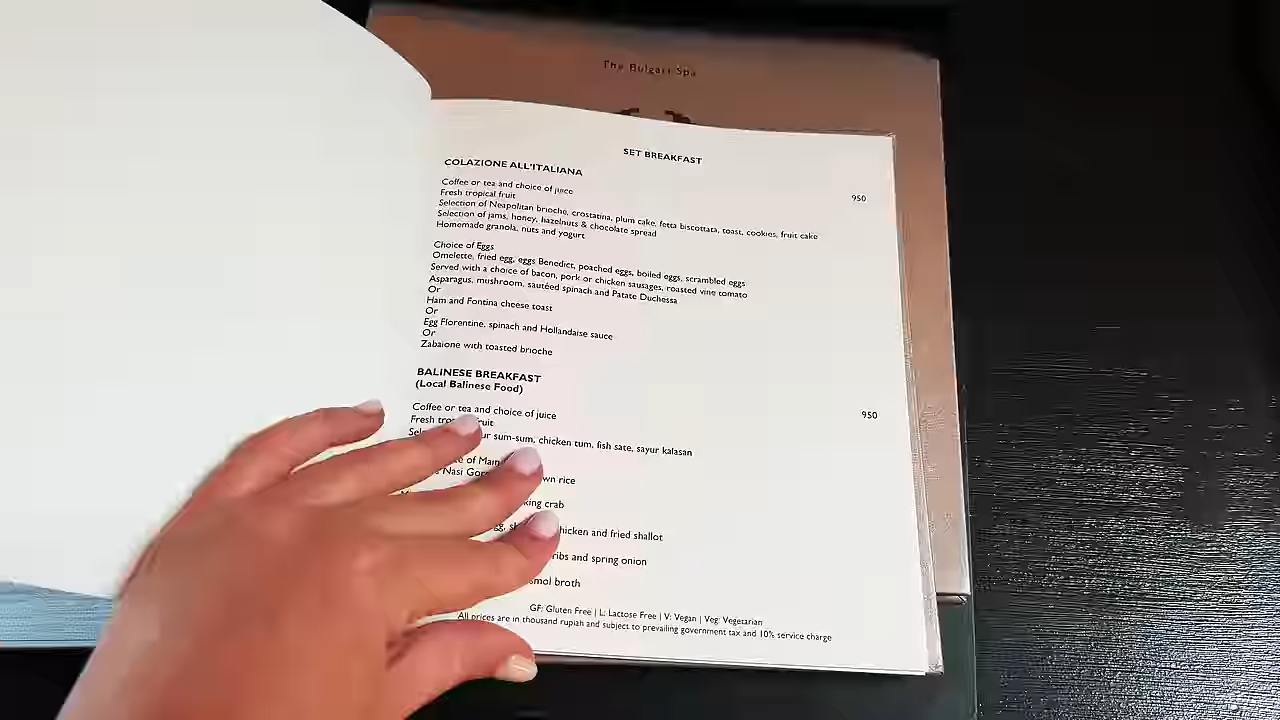 The Bulgari Spa
SET BREAKFAST
COLAZIONE ALL'ITALIANA
Coffee or tea and choice of juice
950
Fresh tropical fruit
Selection of Neapolitan brioche, crostatina, plum cake, fetta biscottata, toast, cookies, fruit cake
Selection of jams, honey, hazelnuts & chocolate spread
Homemade granola, nuts and yogurt
Choice of Eggs
Omelette, fried egg, eggs Benedict, poached eggs, boiled eggs, scrambled eggs
Served with a choice of bacon, pork or chicken sausages, roasted vine tomato
Asparagus, mushroom, sautéed spinach and Patate Duchessa
Or
Ham and Fontina cheese toast
Or
Egg Florentine, spinach and Hollandaise sauce
Or
Zabaione with toasted brioche
BALINESE BREAKFAST
(Local Balinese Food)
Coffee or tea and choice of juice
950
Fresh fruit
sum-sum, chicken tum, fish sate, sayur kalasan
of Main
Nasi rice
crab
chicken and fried shallot
and spring onion
broth
GF: Gluten Free | L: Lactose Free | V: Vegan | Veg: Vegetarian
All prices are in thousand rupiah and subject to prevailing government tax and 10% service charge